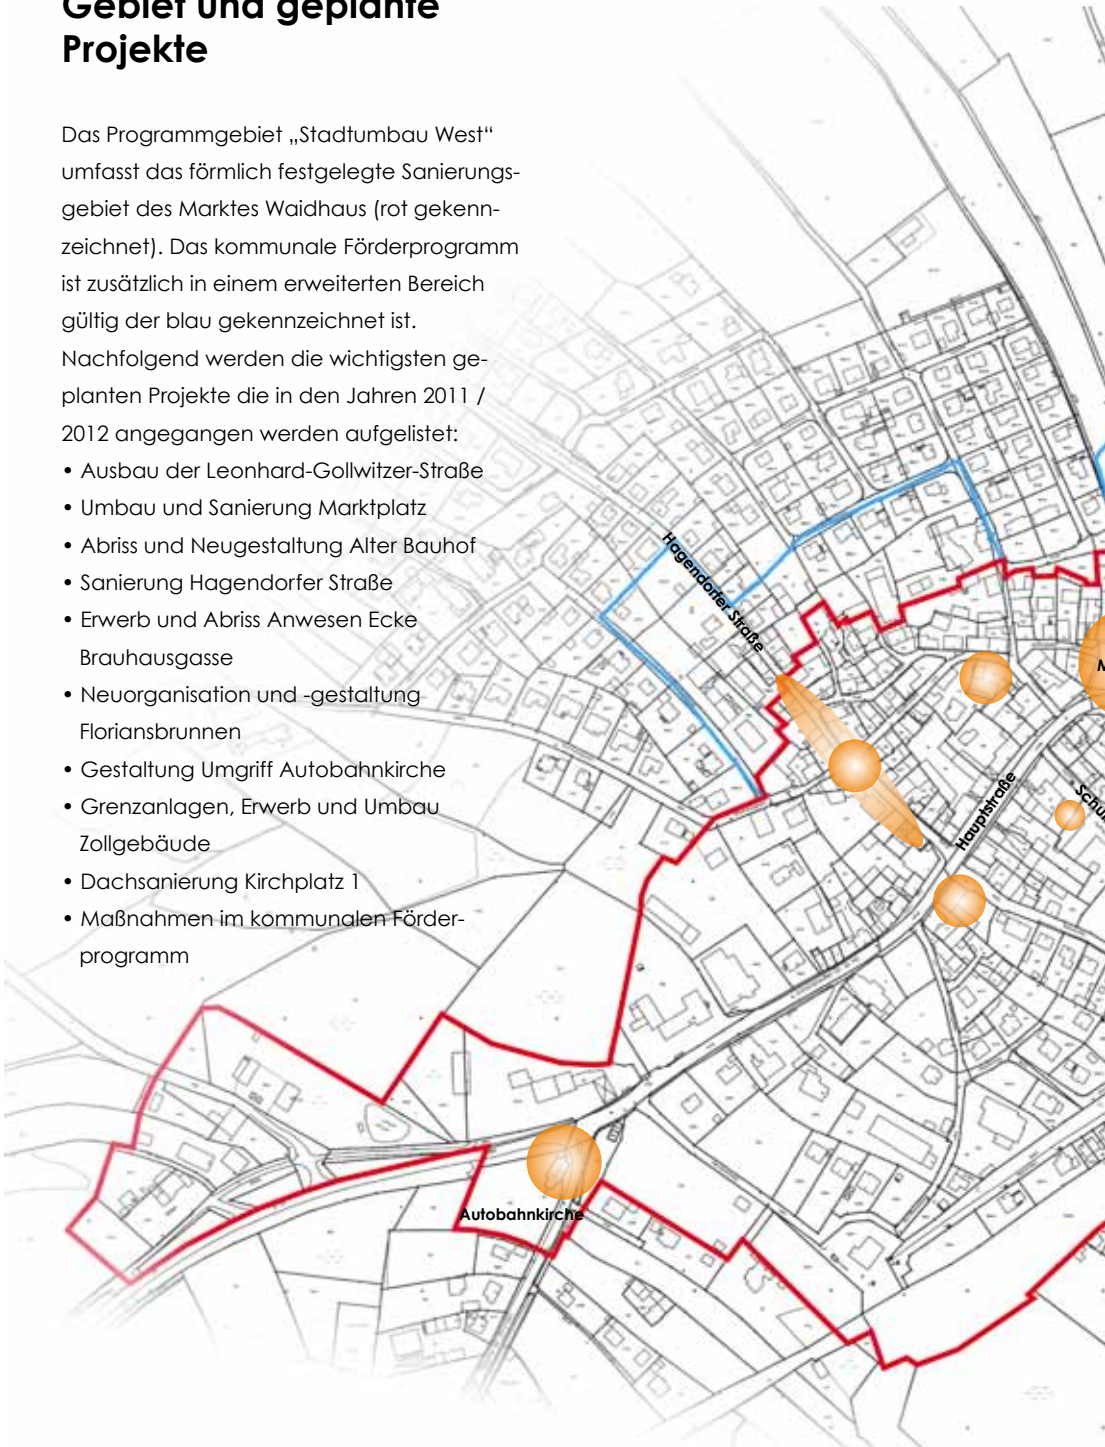 Gebiet und geplante
Projekte
Das Programmgebiet „Stadtumbau West“
umfasst das förmlich festgelegte Sanierungs-
gebiet des Marktes Waidhaus (rot gekenn-
zeichnet). Das kommunale Förderprogramm
ist zusätzlich in einem erweiterten Bereich
gültig der blau gekennzeichnet ist.
Nachfolgend werden die wichtigsten ge-
planten Projekte die in den Jahren 2011 /
2012 angegangen werden aufgelistet:
• Ausbau der Leonhard-Gollwitzer-Straße
• Umbau und Sanierung Marktplatz
• Abriss und Neugestaltung Alter Bauhof
• Sanierung Hagendorfer Straße
• Erwerb und Abriss Anwesen Ecke
Brauhausgasse
• Neuorganisation und -gestaltung
Floriansbrunnen
• Gestaltung Umgriff Autobahnkirche
• Grenzanlagen, Erwerb und Umbau
Zollgebäude
• Dachsanierung Kirchplatz 1
• Maßnahmen im kommunalen Förder-
programm
Hagendorfer Straße
M
Hauptstraße
Schul
Autobahnkirche